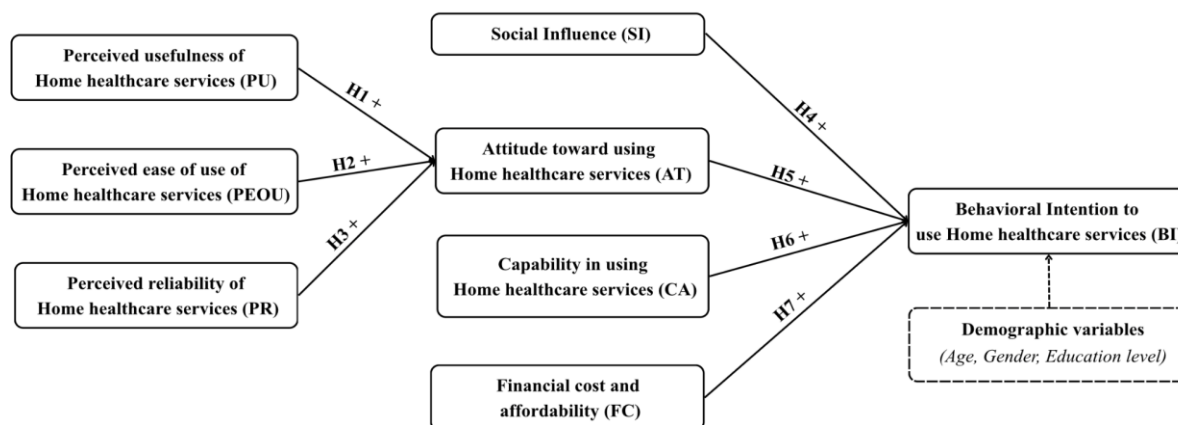 Perceived usefulness of
Home healthcare services (PU)
H1 +
Perceived ease of use of
Home healthcare services (PEOU)
H2 +
Perceived reliability of
Home healthcare services (PR)
H3 +
Social Influence (SI)
H4 +
Attitude toward using
Home healthcare services (AT)
H5 +
Capability in using
Home healthcare services (CA)
H6 +
Financial cost and
affordability (FC)
H7 +
Behavioral Intention to
use Home healthcare services (BI)
Demographic variables
(Age, Gender, Education level)